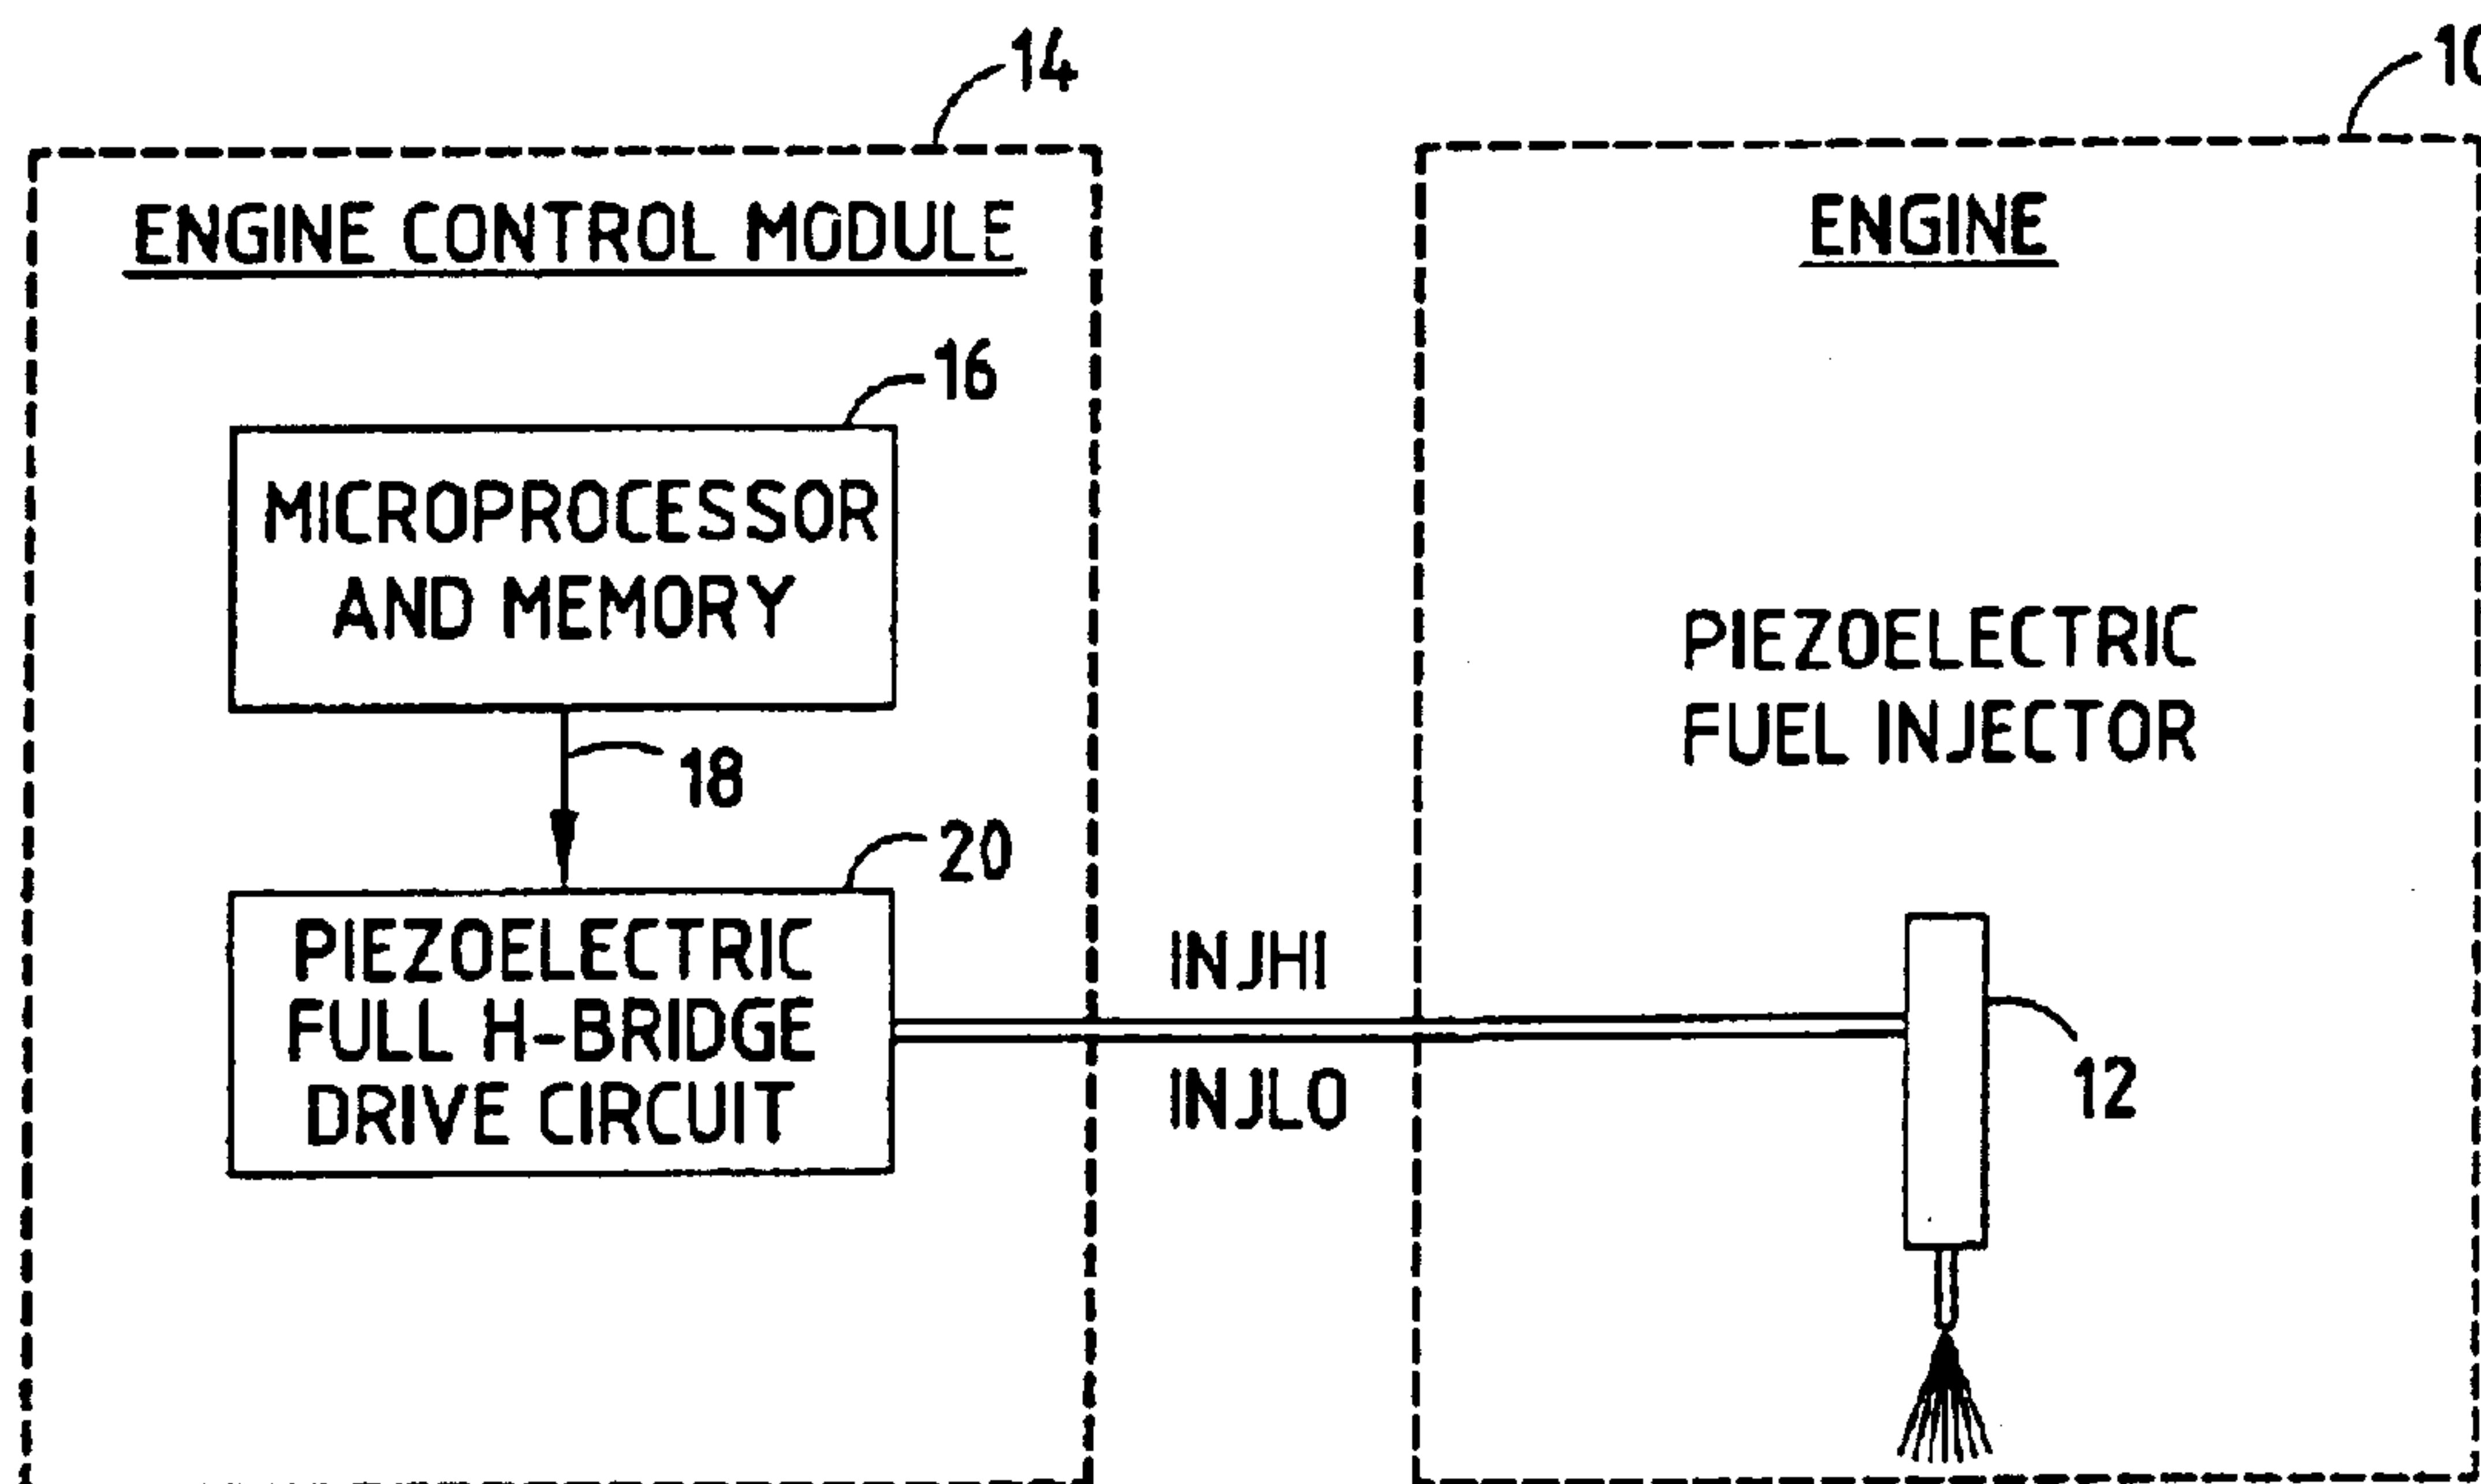 14
ENGINE CONTROL MODULE
16
MICROPROCESSOR
AND MEMORY
18
20
PIEZOELECTRIC
FULL H-BRIDGE
DRIVE CIRCUIT
INJHI
INJLO
ENGINE
PIEZOELECTRIC
FUEL INJECTOR
12